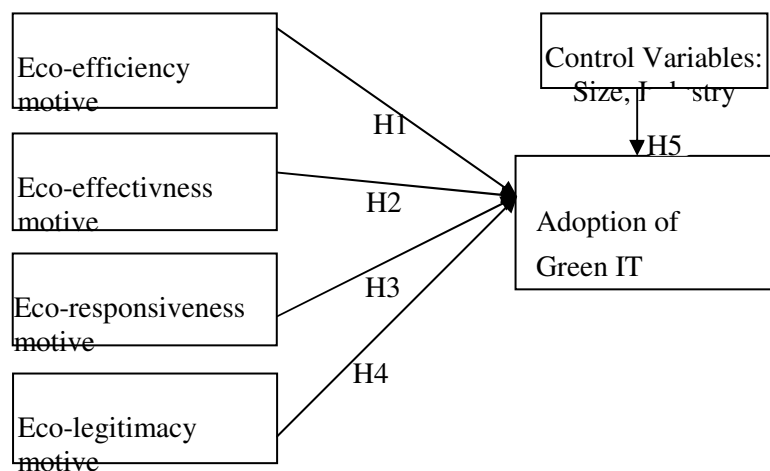 Eco-efficiency
motive
Control Variables:
Size, Industry
H1
H5
Eco-effectivness
motive
H2
Adoption of
Green IT
Eco-responsiveness
motive
H3
H4
Eco-legitimacy
motive